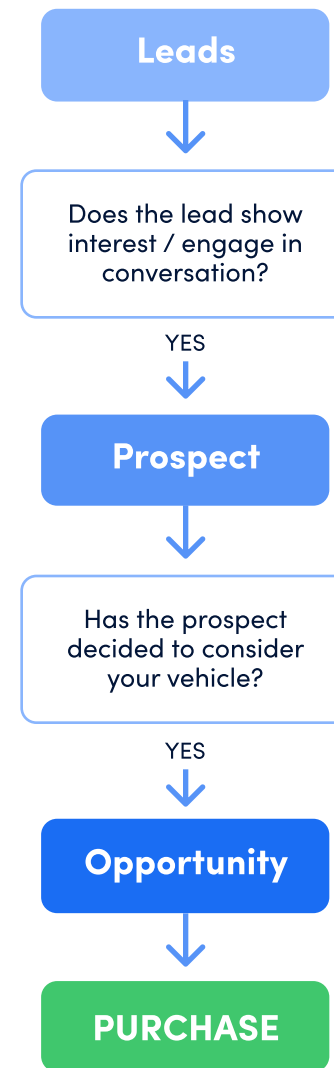 Leads
Does the lead show
interest / engage in
conversation?
YES
Prospect
Has the prospect
decided to consider
your vehicle?
YES
Opportunity
PURCHASE